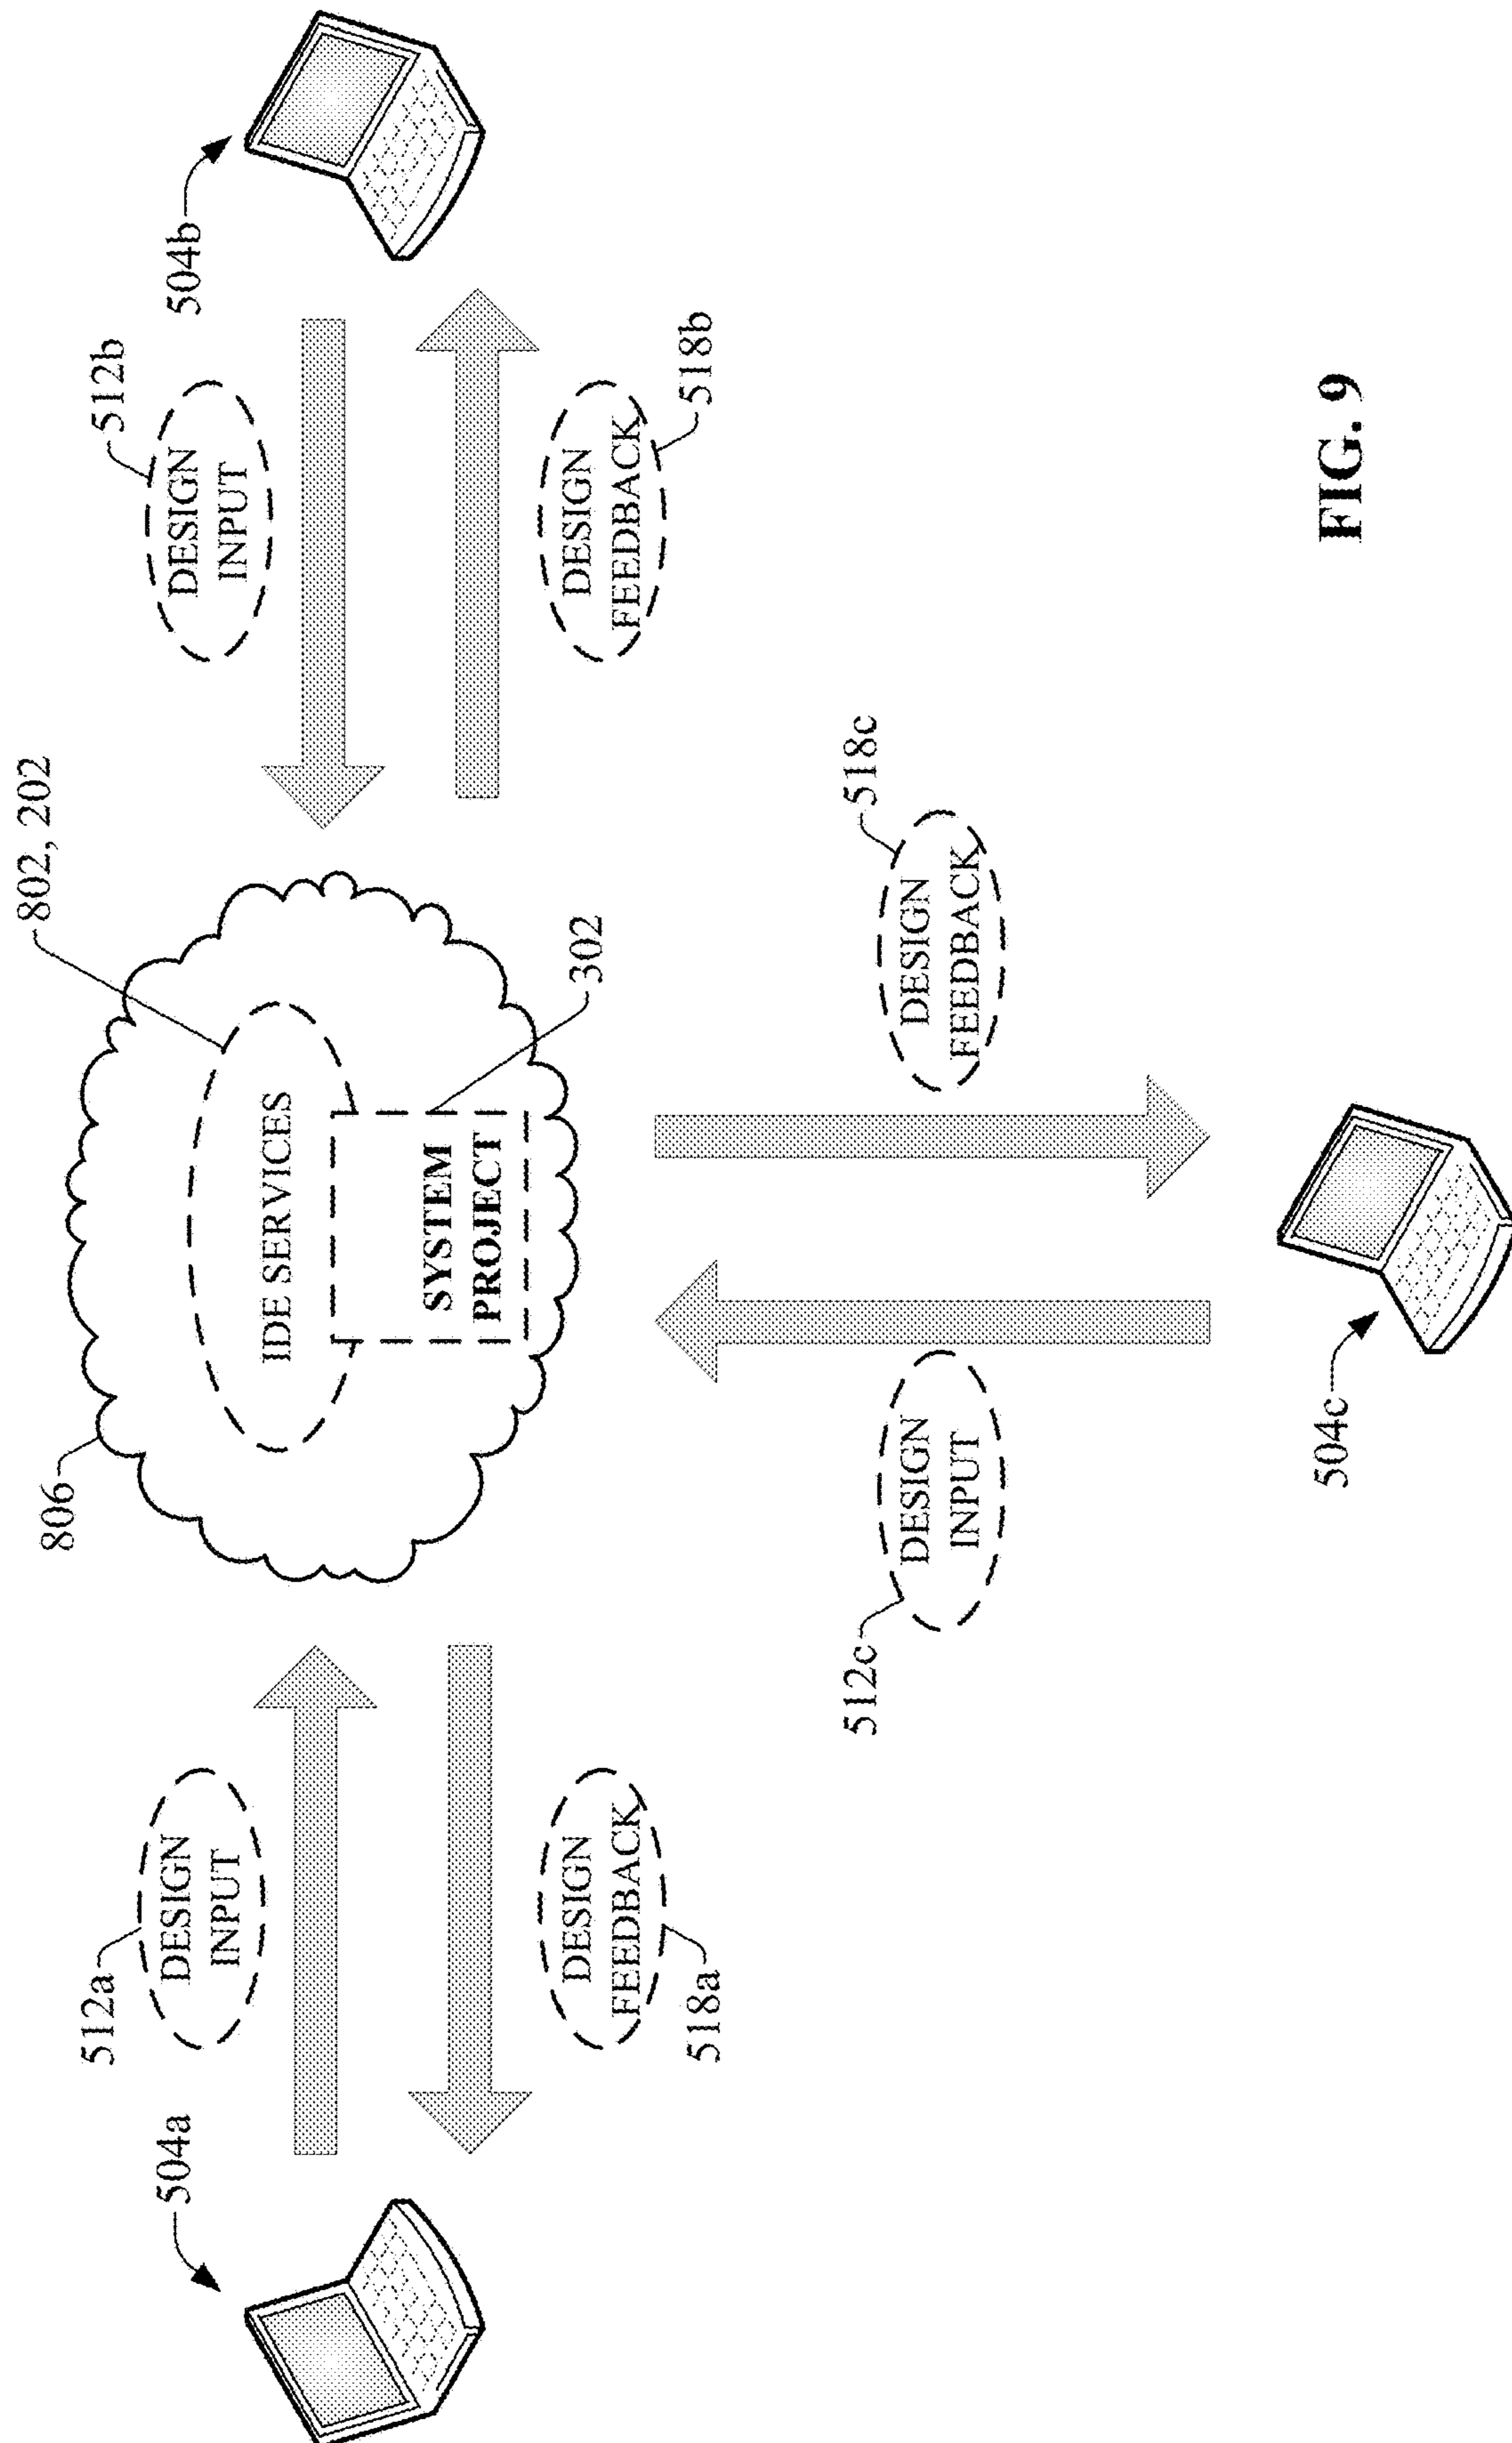 802, 202
806
IDE SERVICES
SYSTEM
PROJECT
302
504a
512a
DESIGN
INPUT
DESIGN
FEEDBACK
518a
512b
DESIGN
INPUT
504b
DESIGN
FEEDBACK
518b
512c
DESIGN
INPUT
DESIGN
FEEDBACK
518c
504c
FIG. 9